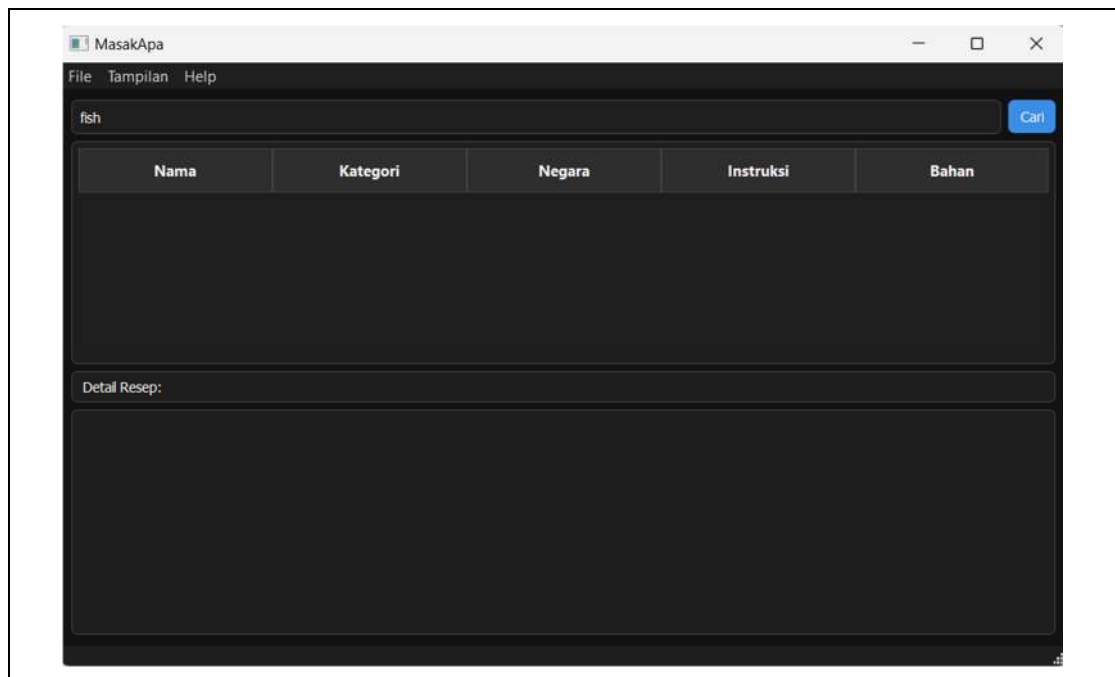 MasakApa
File Tampilan Help
fish Cari
Nama Kategori Negara Instruksi Bahan
Detail Resep: